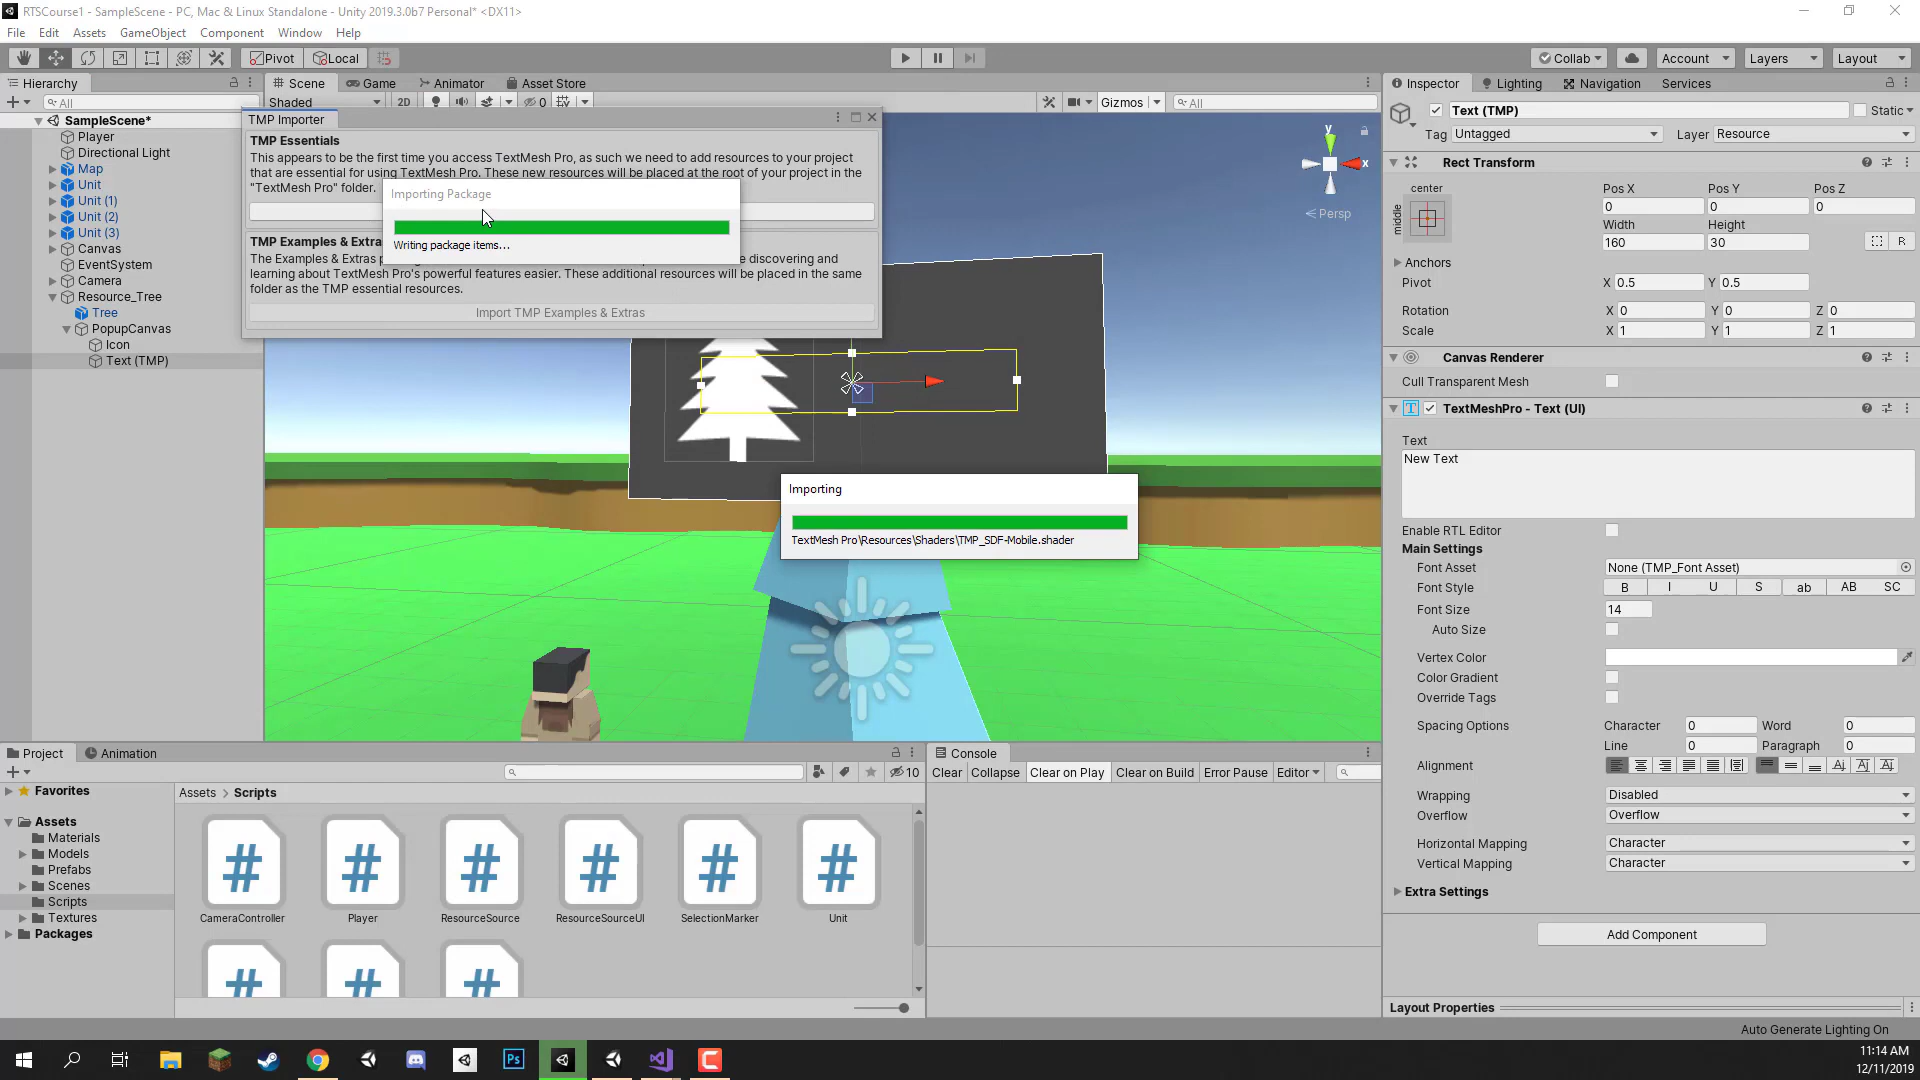 RTSCourse1 - SampleScene - PC, Mac & Linux Standalone - Unity 2019.3.0b7 Personal* <DX11>
File Edit Assets GameObject Component Window Help
Pivot Local Collab Account Layers Layout
Hierarchy Scene Game Animator Asset Store Inspector Lighting Navigation Services
All Shaded 2D 0 Gizmos All
SampleScene*
Player
Directional Light
Map
Unit
Unit (1)
Unit (2)
Unit (3)
Canvas
EventSystem
Camera
Resource_Tree
Tree
PopupCanvas
Icon
Text (TMP)
TMP Importer
TMP Essentials
This appears to be the first time you access TextMesh Pro, as such we need to add resources to your project
that are essential for using TextMesh Pro. These new resources will be placed at the root of your project in the
"TextMesh Pro" folder.
Importing Package
Writing package items...
TMP Examples & Extra
The Examples & Extras p
e discovering and
learning about TextMesh Pro's powerful features easier. These additional resources will be placed in the same
folder as the TMP essential resources.
Import TMP Examples & Extras
y
x
Persp
Importing
TextMesh Pro\Resources\Shaders\TMP_SDF-Mobile.shader
Text (TMP) Static
Tag Untagged Layer Resource
Rect Transform
center Pos X Pos Y Pos Z
middle 0 0 0
Width Height
160 30 R
Anchors
Pivot X 0.5 Y 0.5
Rotation X 0 Y 0 Z 0
Scale X 1 Y 1 Z 1
Canvas Renderer
Cull Transparent Mesh
TextMeshPro - Text (UI)
Text
New Text
Enable RTL Editor
Main Settings
Font Asset None (TMP_Font Asset)
Font Style B I U S ab AB SC
Font Size 14
Auto Size
Vertex Color
Color Gradient
Override Tags
Spacing Options Character 0 Word 0
Line 0 Paragraph 0
Alignment
Wrapping Disabled
Overflow Overflow
Horizontal Mapping Character
Vertical Mapping Character
Extra Settings
Add Component
Layout Properties
Auto Generate Lighting On
Project Animation
10
Favorites
Assets
Materials
Models
Prefabs
Scenes
Scripts
Textures
Packages
Assets > Scripts
CameraController Player ResourceSource ResourceSourceUI SelectionMarker Unit
Console
Clear Collapse Clear on Play Clear on Build Error Pause Editor
Ps
11:14 AM
12/11/2019